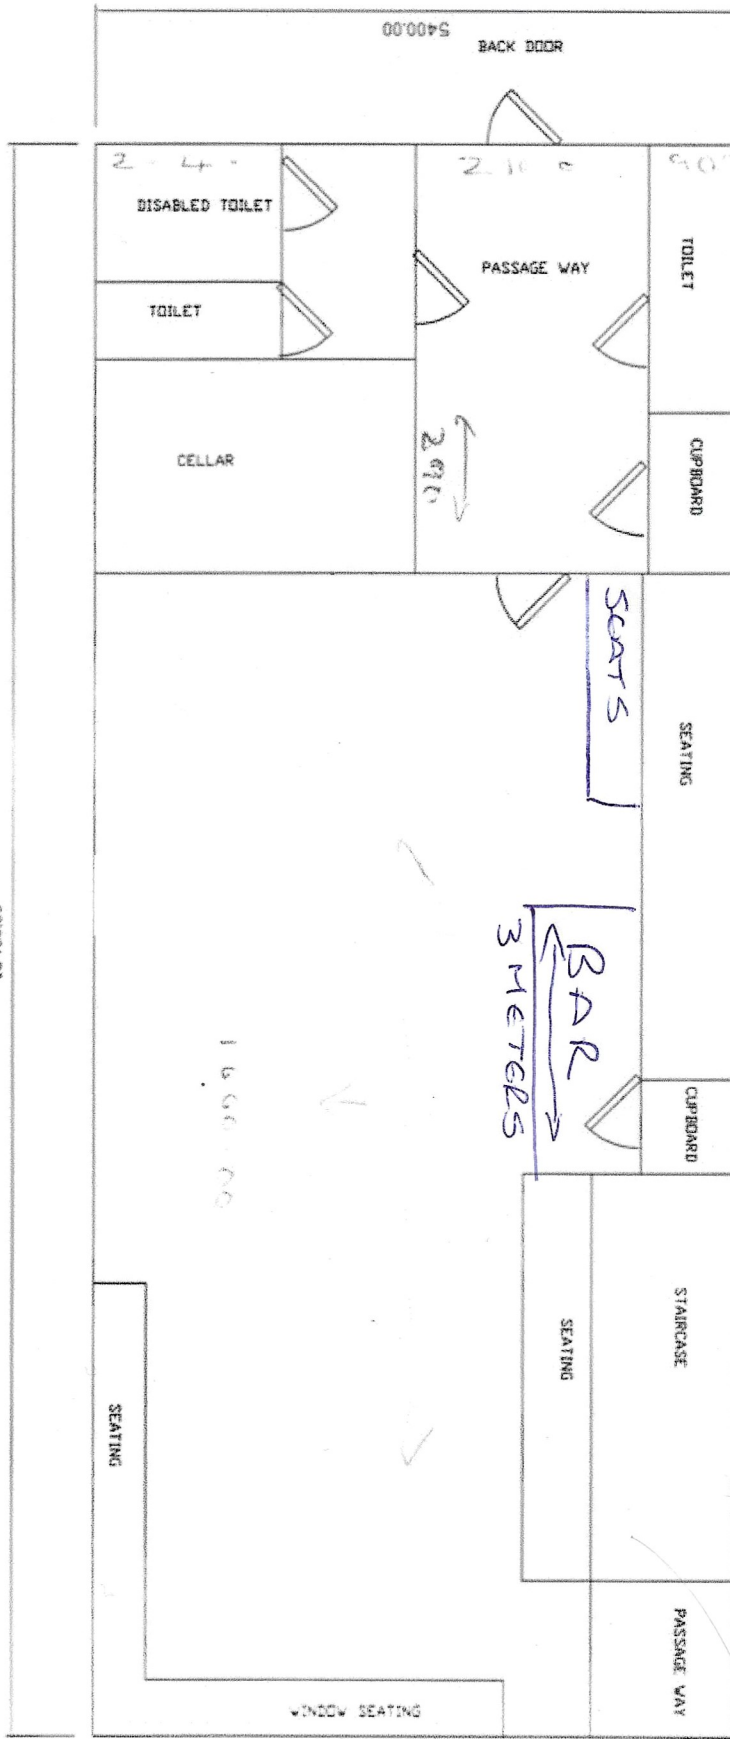 5400.00
BACK DOOR
DISABLED TOILET
PASSAGE WAY
TOILET
TOILET
CELLAR
CUPBOARD
SEATS
SEATING
BAR
3 METERS
CUPBOARD
STAIRCASE
SEATING
SEATING
PASSAGE WAY
WINDOW SEATING